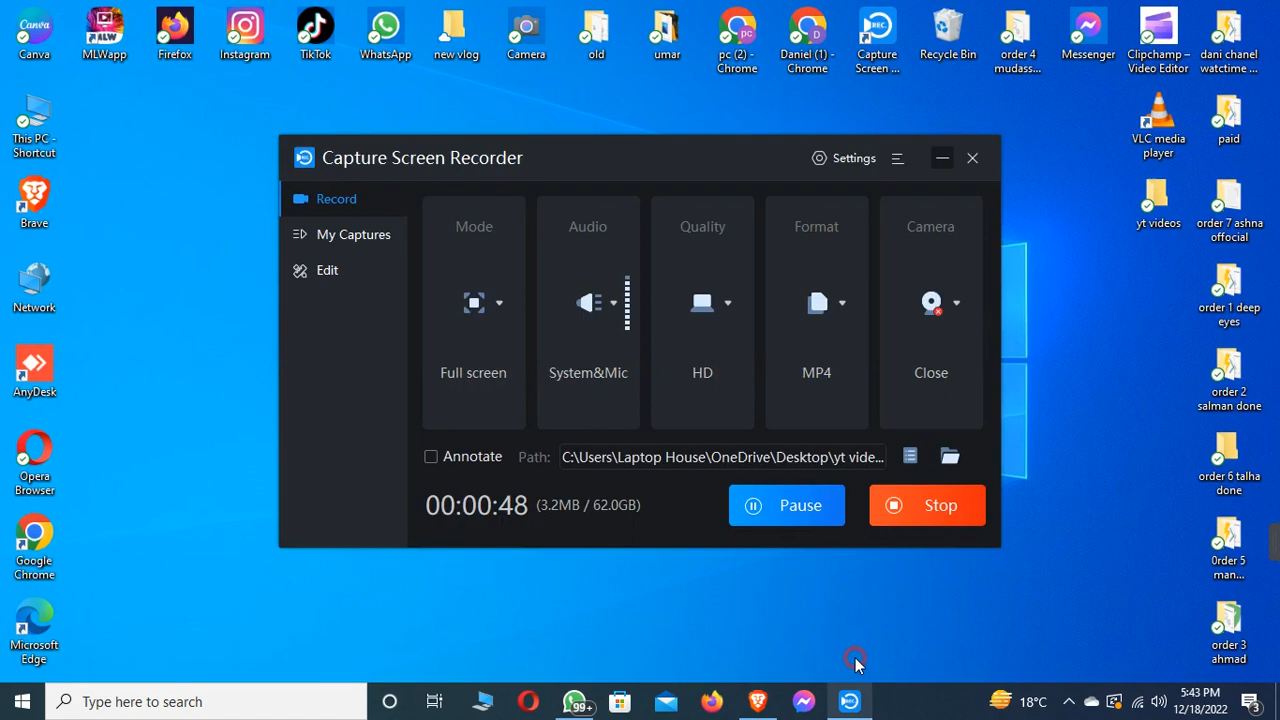 Canva
MLWapp
Firefox
Instagram
TikTok
WhatsApp
new vlog
Camera
old
umar
pc (2) -
Chrome
Daniel (1) -
Chrome
Capture
Screen ...
Recycle Bin
order 4
mudass...
Messenger
Clipchamp –
Video Editor
dani chanel
watctime ...
This PC -
Shortcut
VLC media
player
paid
Brave
yt videos
order 7 ashna
offocial
Network
order 1 deep
eyes
AnyDesk
order 2
salman done
Opera
Browser
order 6 talha
done
Google
Chrome
0rder 5
man...
Microsoft
Edge
order 3
ahmad
Capture Screen Recorder
Settings
Record
My Captures
Edit
Mode
Audio
Quality
Format
Camera
Full screen
System&Mic
HD
MP4
Close
Annotate
Path:
C:\Users\Laptop House\OneDrive\Desktop\yt vide...
00:00:48 (3.2MB / 62.0GB)
Pause
Stop
Type here to search
99+
18°C
5:43 PM
12/18/2022
3